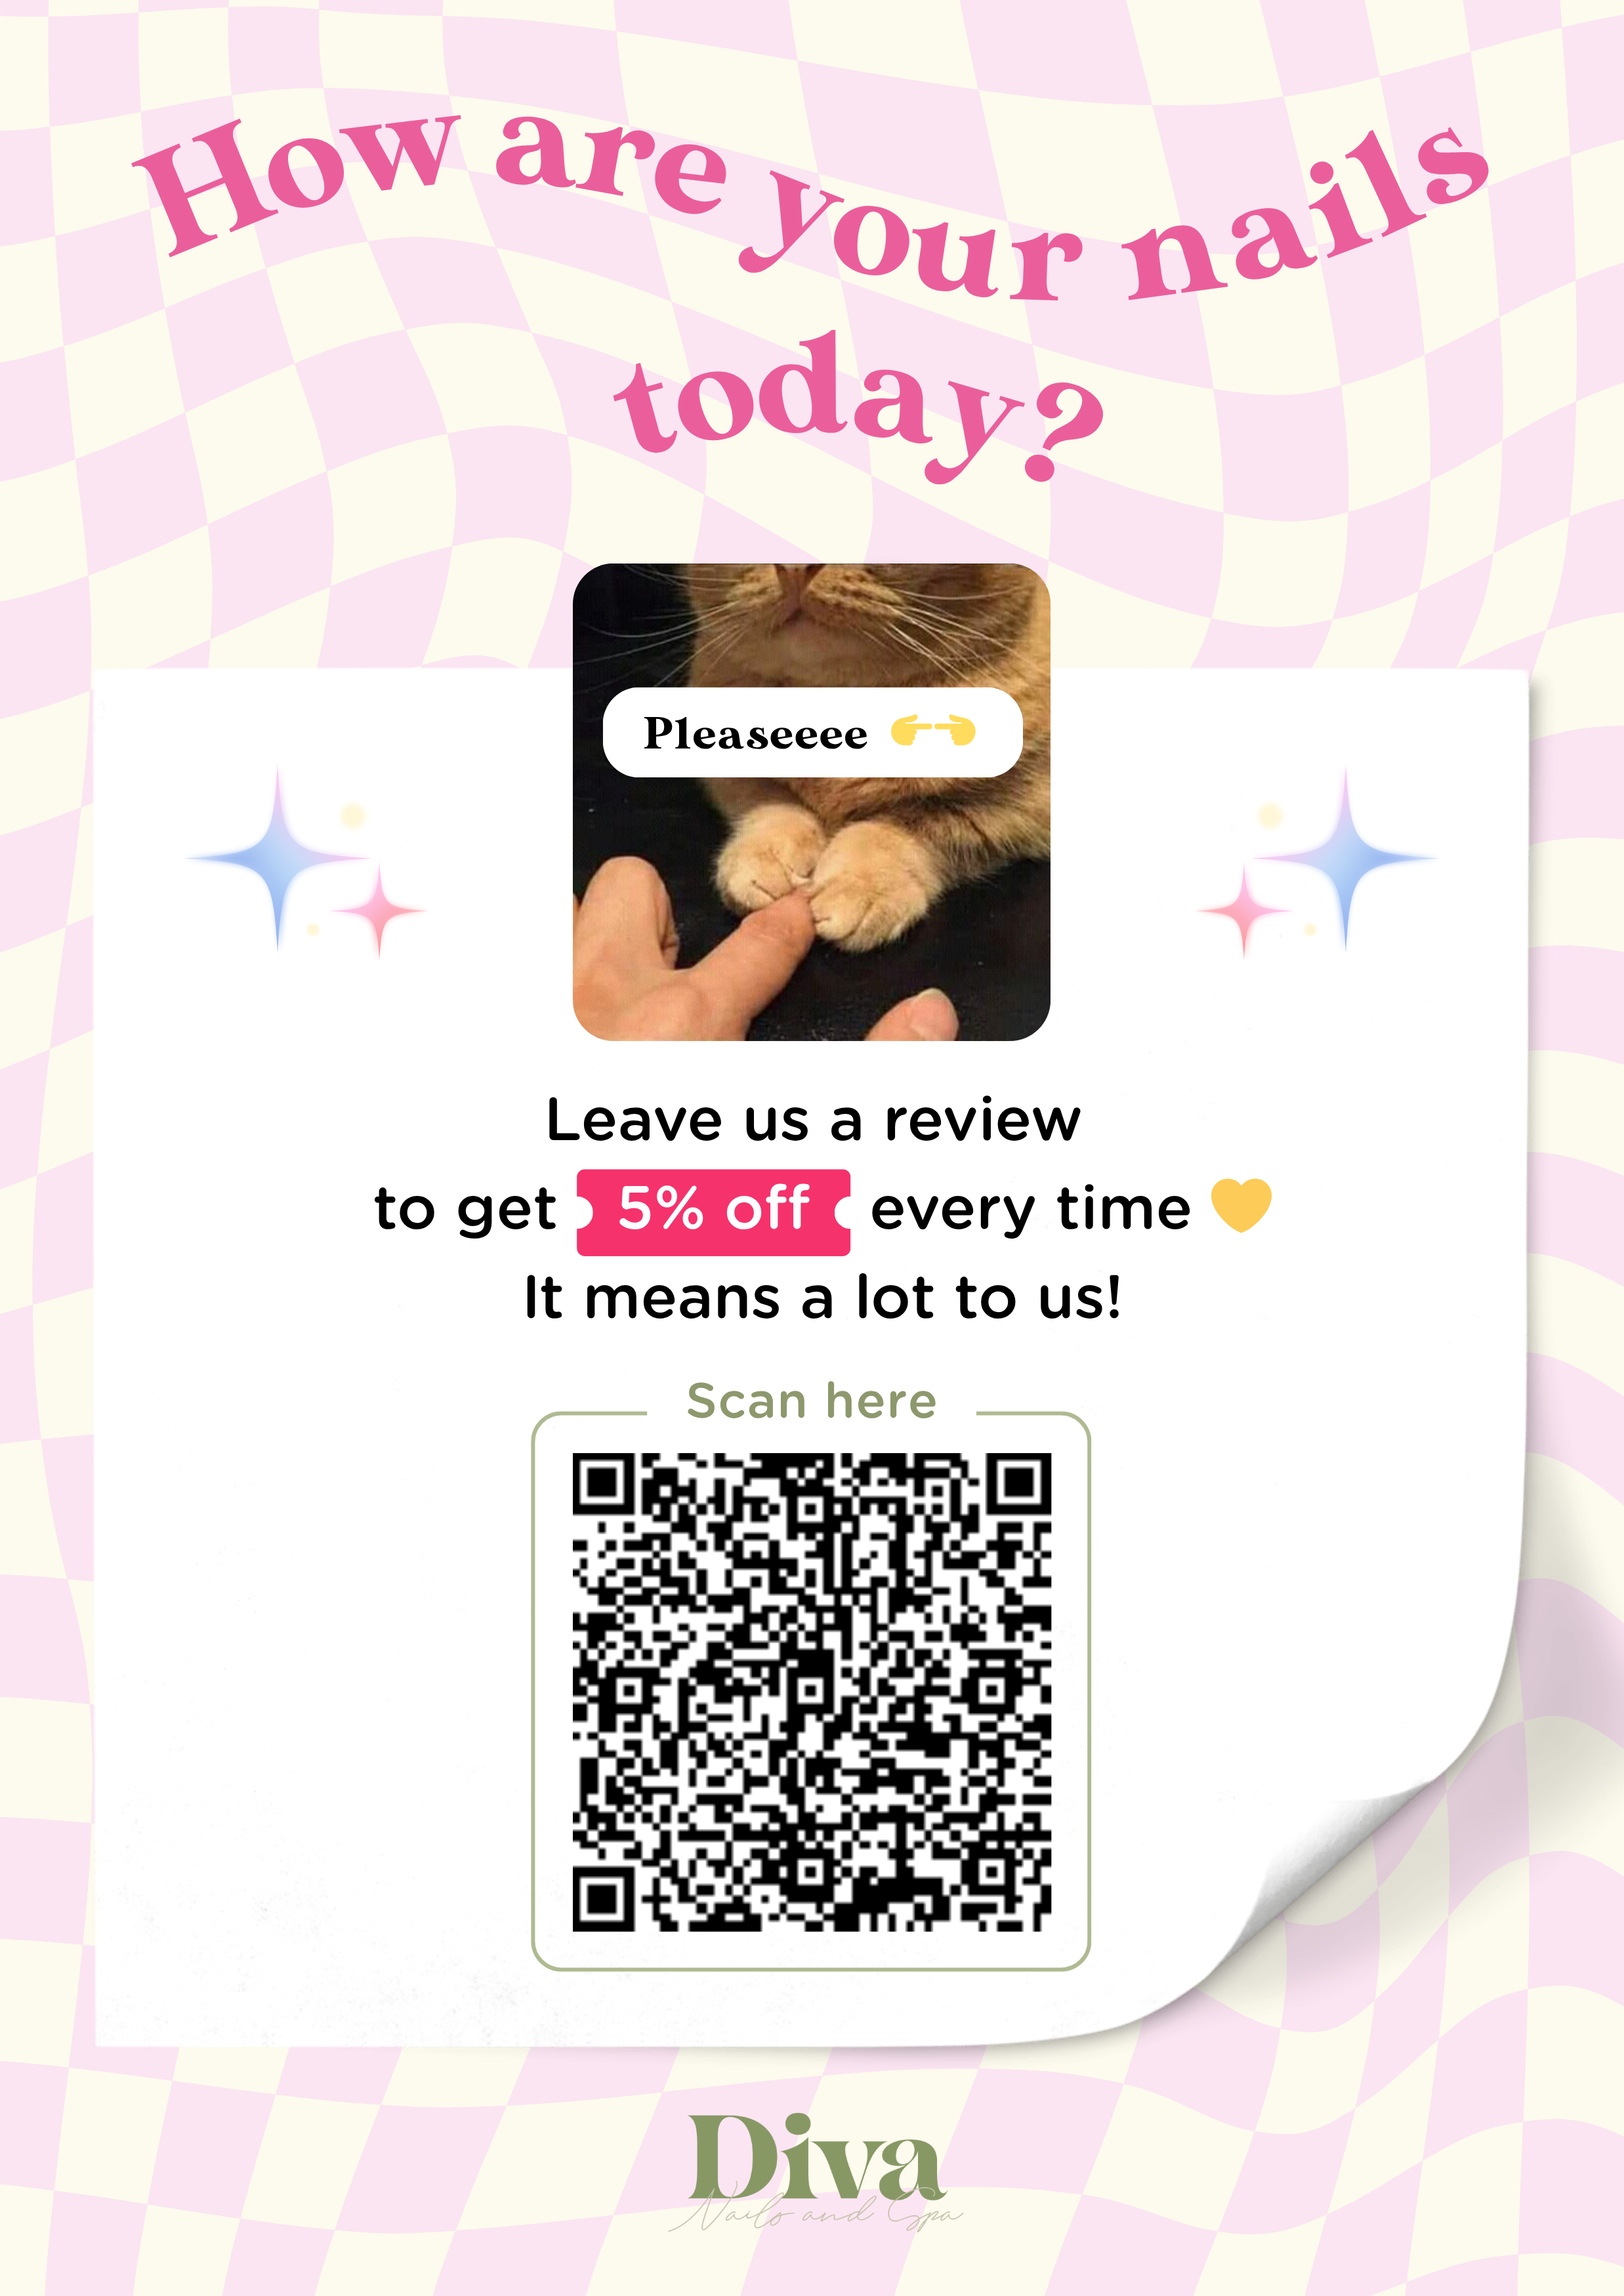 How are your nails
today?
Pleaseeee 👉👈
Leave us a review
to get 5% off every time 💛
It means a lot to us!
Scan here
Diva
Nails and Spa